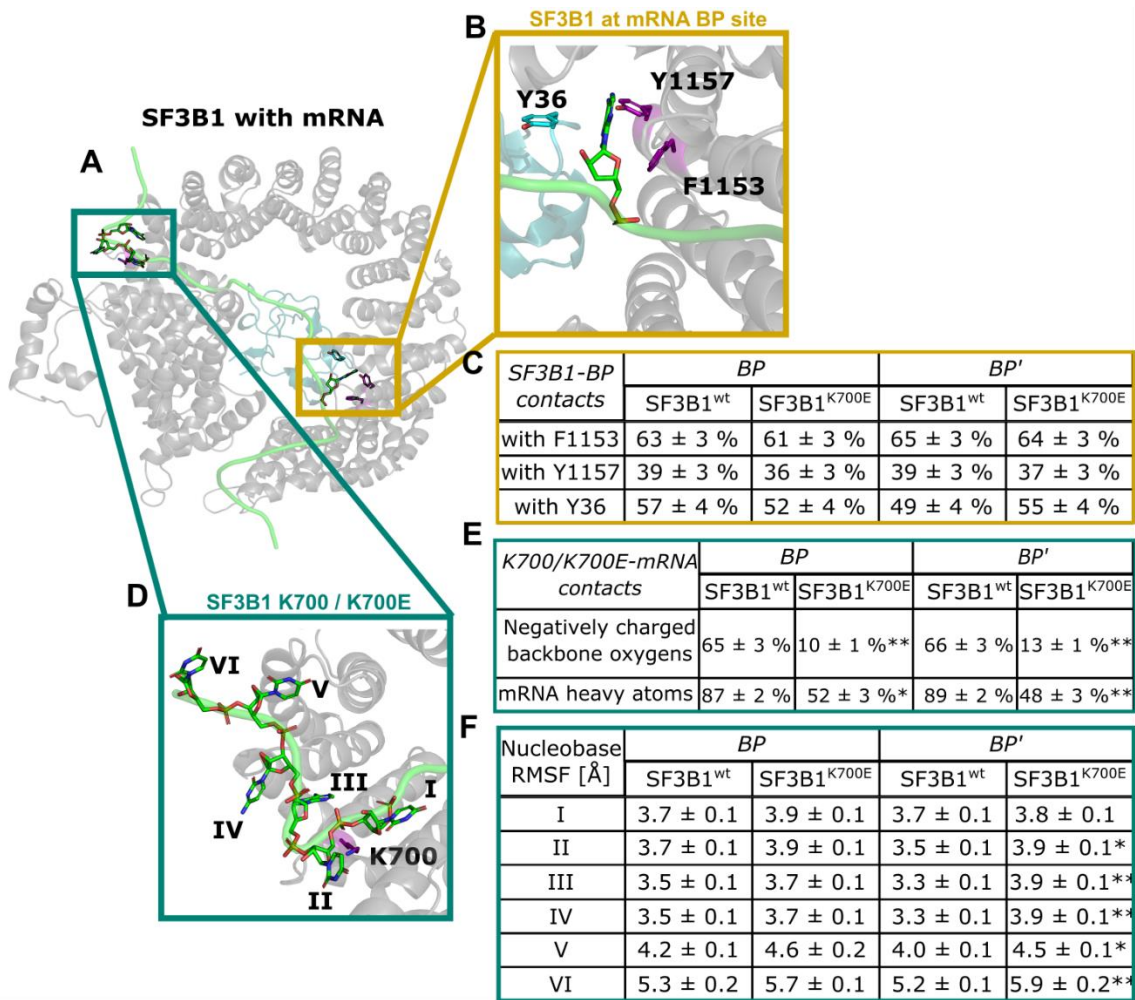 SF3B1 at mRNA BP site
B
Y36
Y1157
F1153
SF3B1 with mRNA
A
C
SF3B1-BP contacts BP BP'
SF3B1wt SF3B1K700E SF3B1wt SF3B1K700E
with F1153 63 ± 3 % 61 ± 3 % 65 ± 3 % 64 ± 3 %
with Y1157 39 ± 3 % 36 ± 3 % 39 ± 3 % 37 ± 3 %
with Y36 57 ± 4 % 52 ± 4 % 49 ± 4 % 55 ± 4 %
D
SF3B1 K700 / K700E
VI
V
III
I
IV
K700
II
E
K700/K700E-mRNA contacts BP BP'
SF3B1wt SF3B1K700E SF3B1wt SF3B1K700E
Negatively charged backbone oxygens 65 ± 3 % 10 ± 1 %** 66 ± 3 % 13 ± 1 %**
mRNA heavy atoms 87 ± 2 % 52 ± 3 %* 89 ± 2 % 48 ± 3 %**
F
Nucleobase RMSF [Å] BP BP'
SF3B1wt SF3B1K700E SF3B1wt SF3B1K700E
I 3.7 ± 0.1 3.9 ± 0.1 3.7 ± 0.1 3.8 ± 0.1
II 3.7 ± 0.1 3.9 ± 0.1 3.5 ± 0.1 3.9 ± 0.1*
III 3.5 ± 0.1 3.7 ± 0.1 3.3 ± 0.1 3.9 ± 0.1**
IV 3.5 ± 0.1 3.7 ± 0.1 3.3 ± 0.1 3.9 ± 0.1**
V 4.2 ± 0.1 4.6 ± 0.2 4.0 ± 0.1 4.5 ± 0.1*
VI 5.3 ± 0.2 5.7 ± 0.1 5.2 ± 0.1 5.9 ± 0.2**